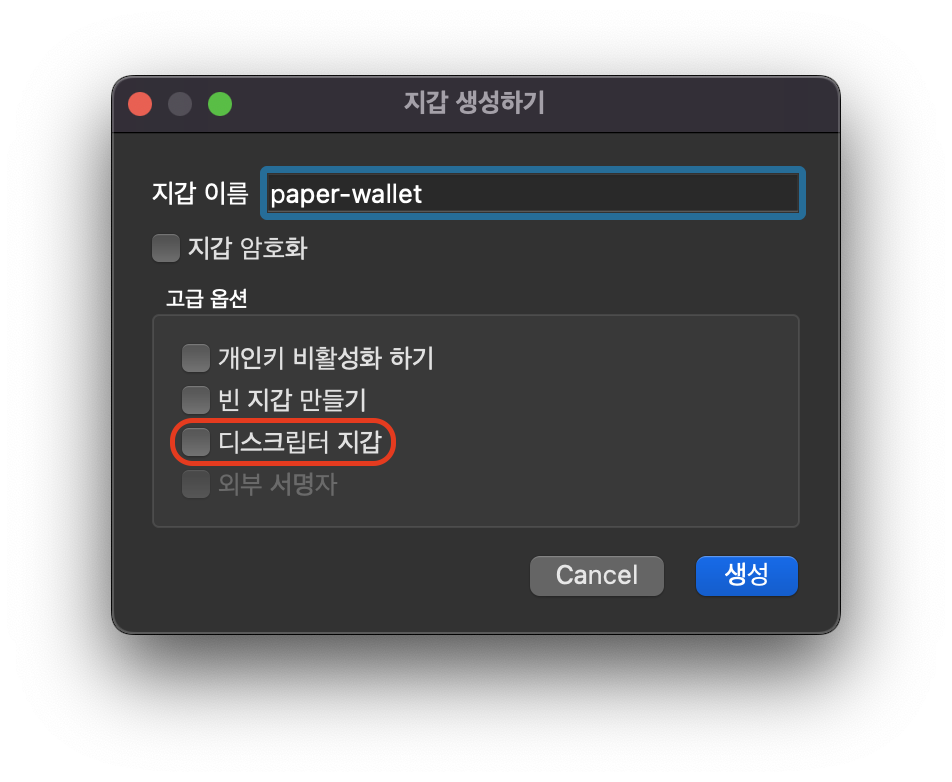 지갑 생성하기
지갑 이름 paper-wallet
지갑 암호화
고급 옵션
개인키 비활성화 하기
빈 지갑 만들기
디스크립터 지갑
외부 서명자
Cancel 생성